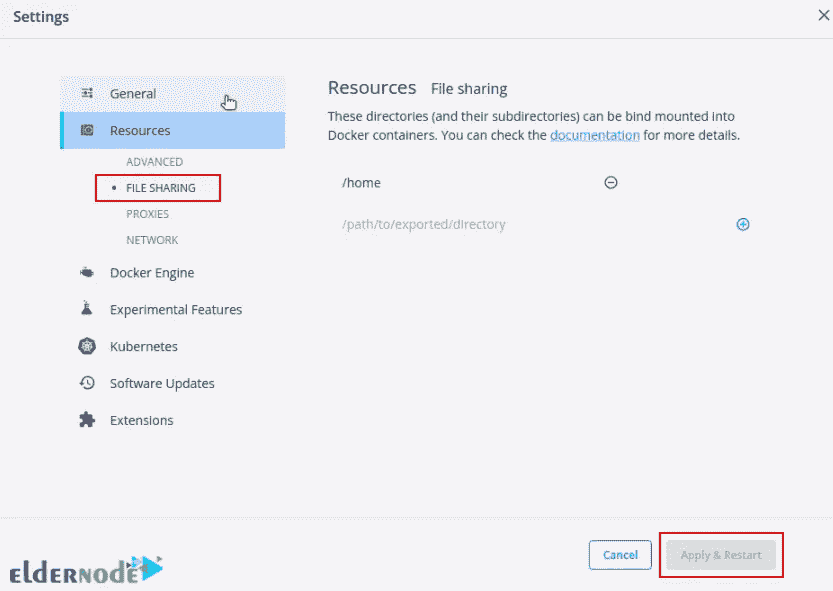 Settings
General
Resources
ADVANCED
FILE SHARING
PROXIES
NETWORK
Docker Engine
Experimental Features
Kubernetes
Software Updates
Extensions
Resources File sharing
These directories (and their subdirectories) can be bind mounted into
Docker containers. You can check the documentation for more details.
/home
/path/to/exported/directory
Cancel
Apply & Restart
eldernode